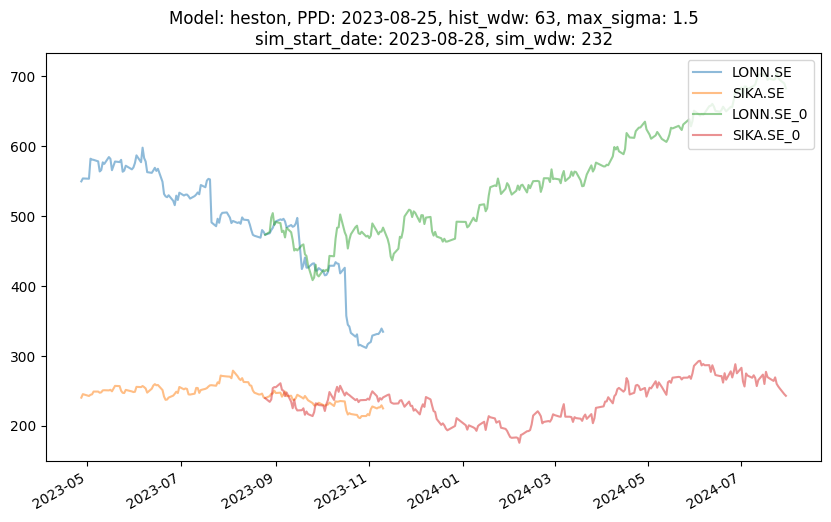 Model: heston, PPD: 2023-08-25, hist_wdw: 63, max_sigma: 1.5
sim_start_date: 2023-08-28, sim_wdw: 232
LONN.SE
SIKA.SE
LONN.SE_0
SIKA.SE_0
700
600
500
400
300
200
2023-05
2023-07
2023-09
2023-11
2024-01
2024-03
2024-05
2024-07